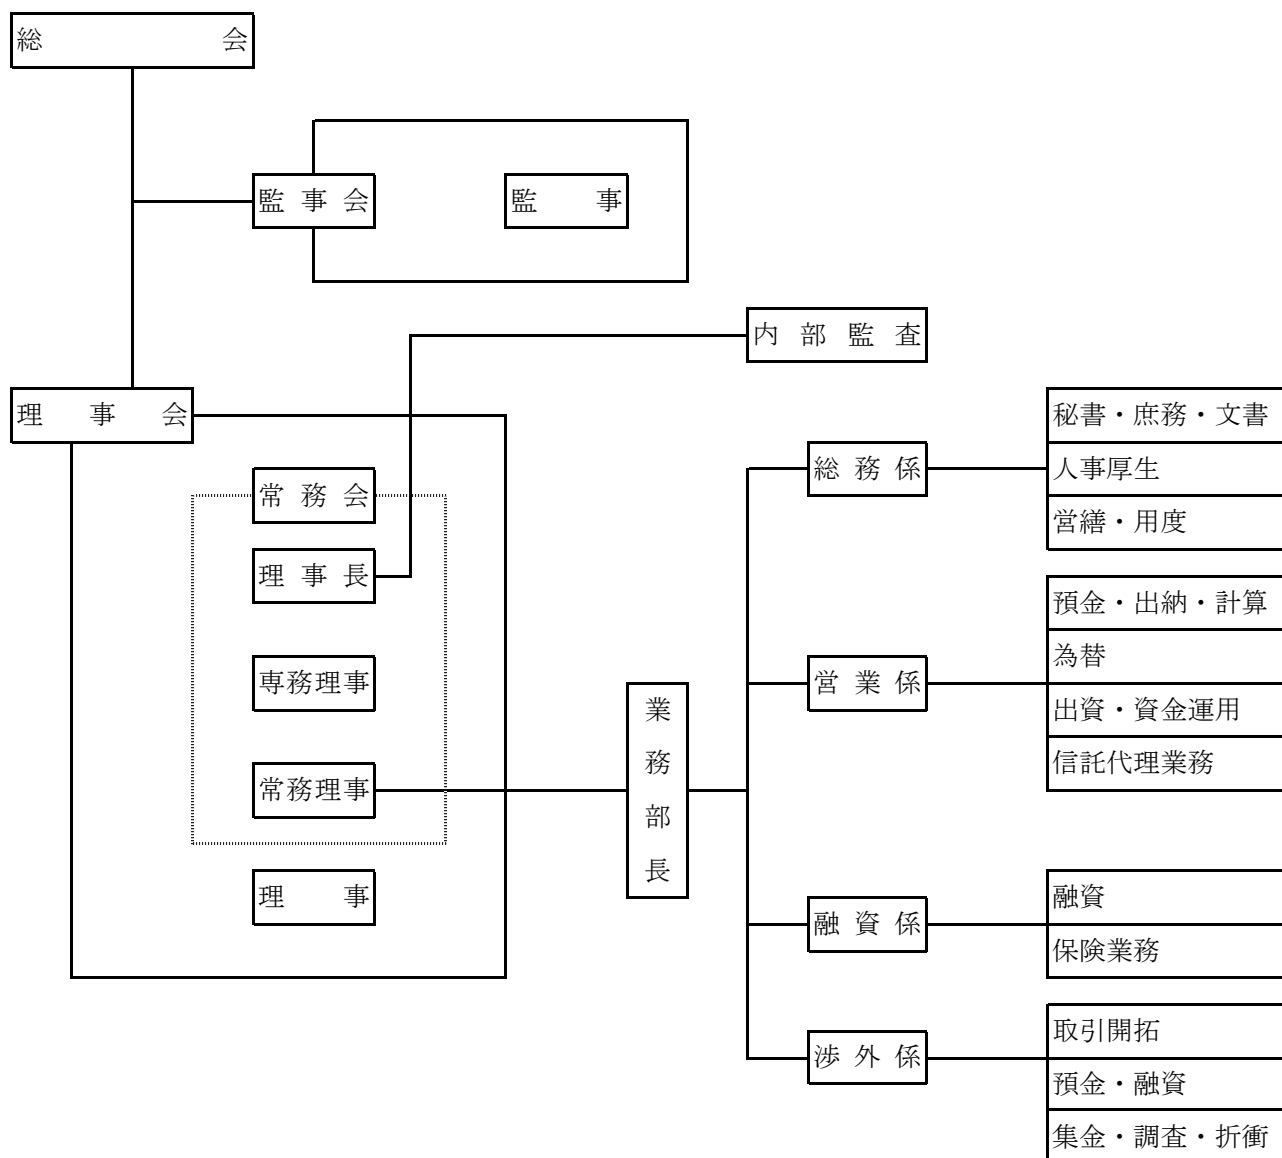 総会
監事会
監事
内部監査
理事会
常務会
理事長
専務理事
常務理事
理事
業務部長
総務係
秘書・庶務・文書
人事厚生
営繕・用度
営業係
預金・出納・計算
為替
出資・資金運用
信託代理業務
融資係
融資
保険業務
渉外係
取引開拓
預金・融資
集金・調査・折衝